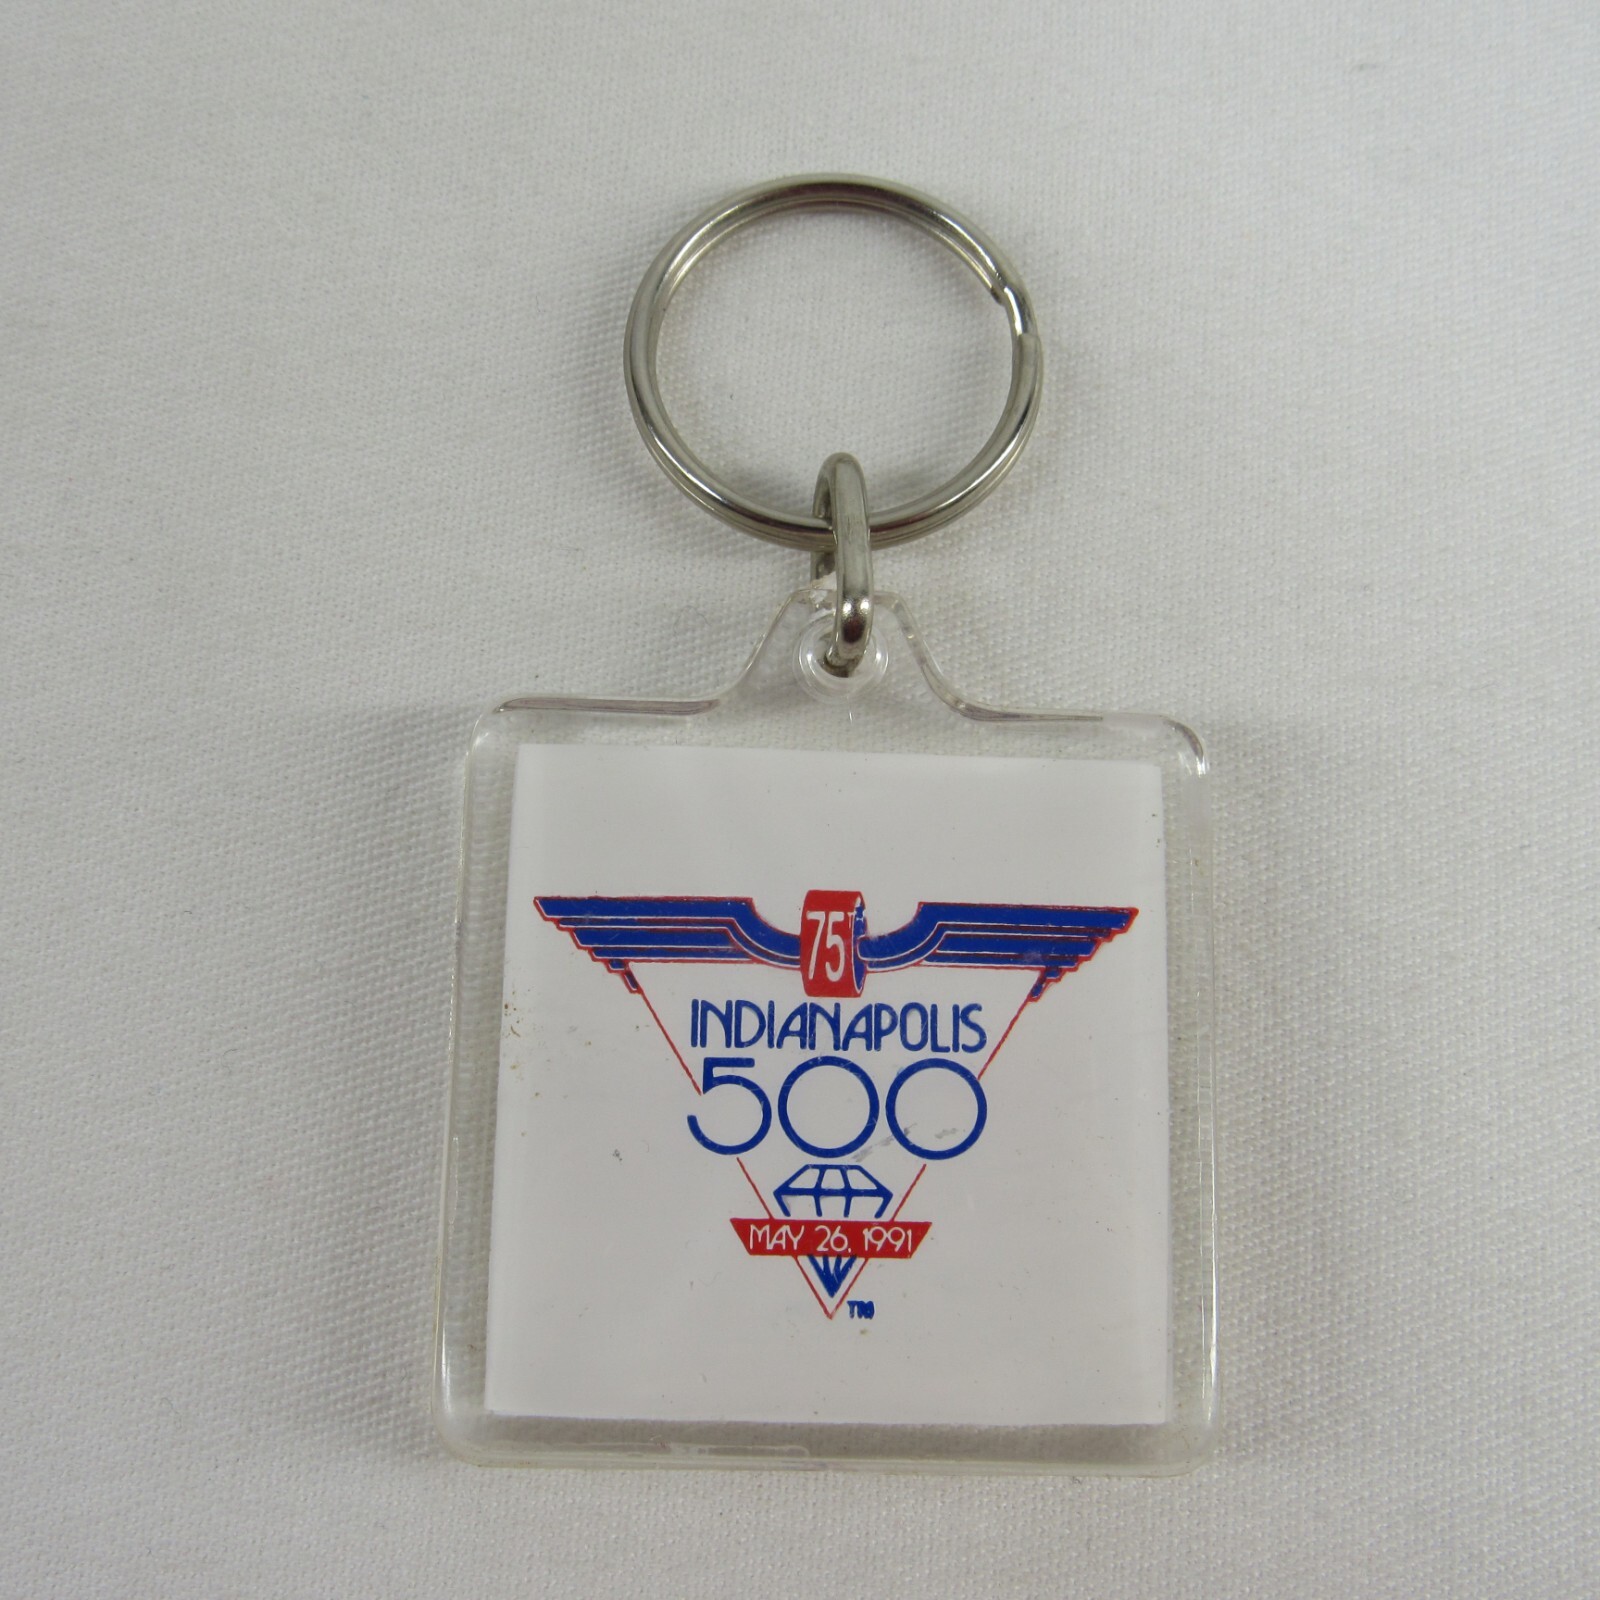 75
INDIANAPOLIS
500
MAY 26, 1991
TM